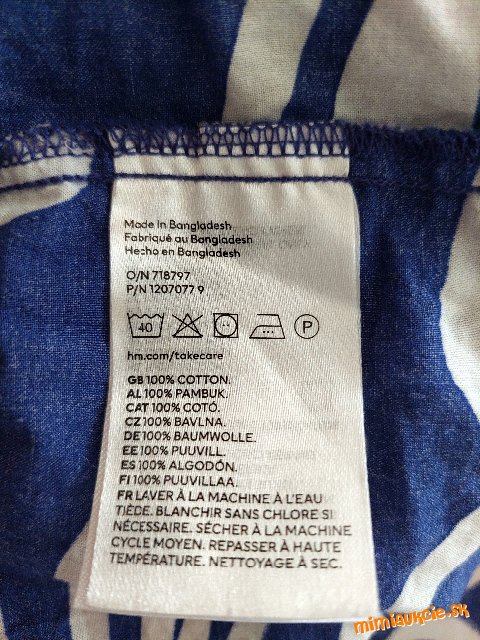 Made in Bangladesh
Fabriqué au Bangladesh
Hecho en Bangladesh
O/N 718797
P/N 1207077 9
40
P
hm.com/takecare
GB 100% COTTON.
AL 100% PAMBUK.
CAT 100% COTÓ.
CZ 100% BAVLNA.
DE 100% BAUMWOLLE.
EE 100% PUUVILL.
ES 100% ALGODÓN.
FI 100% PUUVILLAA.
FR LAVER À LA MACHINE À L'EAU
TIÈDE. BLANCHIR SANS CHLORE SI
NÉCESSAIRE. SÉCHER À LA MACHINE
CYCLE MOYEN. REPASSER À HAUTE
TEMPÉRATURE. NETTOYAGE À SEC.
mimiaukcie.sk